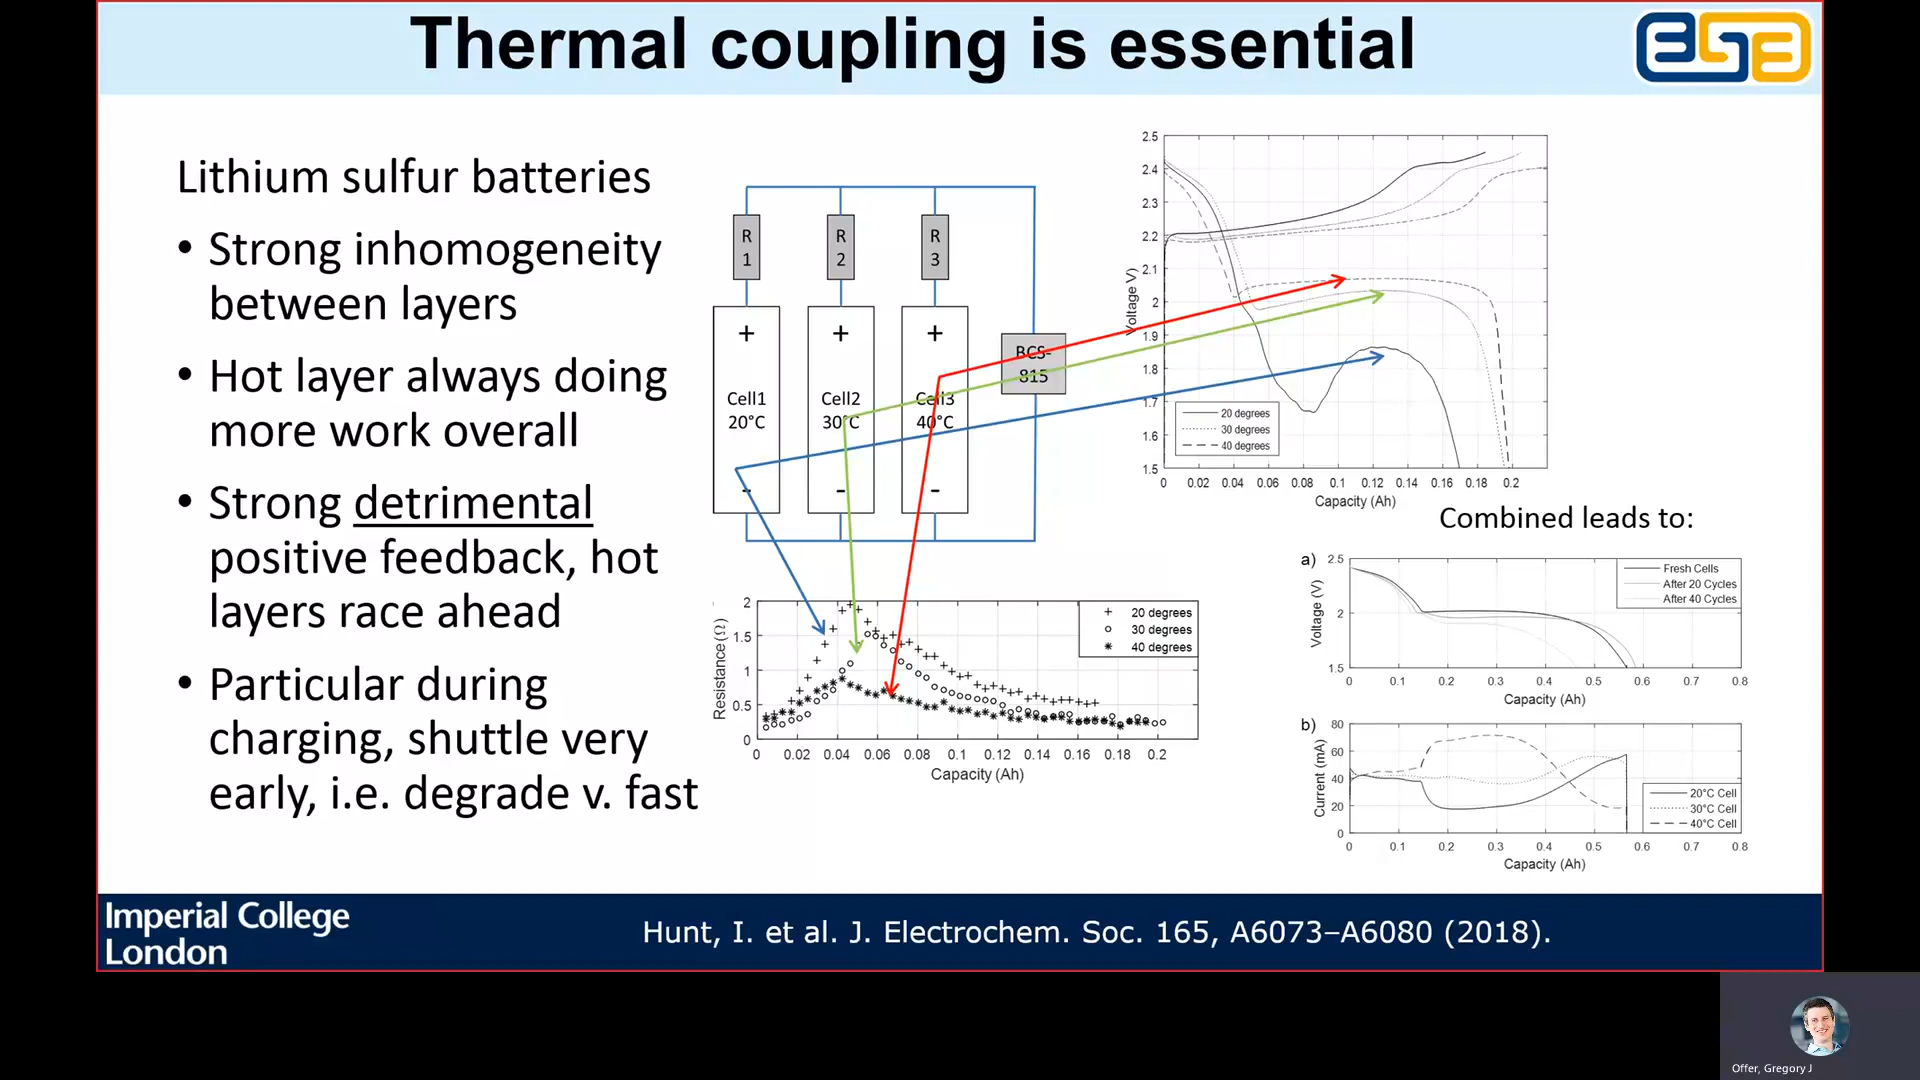 Thermal coupling is essential
Lithium sulfur batteries
• Strong inhomogeneity
between layers
• Hot layer always doing
more work overall
• Strong detrimental
positive feedback, hot
layers race ahead
• Particular during
charging, shuttle very
early, i.e. degrade v. fast
R
1
R
2
R
3
+
+
+
BCS-
815
Cell1
20°C
Cell2
30°C
Cell3
40°C
-
-
-
2.5
2.4
2.3
2.2
2.1
2
1.9
1.8
1.7
1.6
1.5
Voltage V)
20 degrees
30 degrees
40 degrees
0 0.02 0.04 0.06 0.08 0.1 0.12 0.14 0.16 0.18 0.2
Capacity (Ah)
2
1.5
1
0.5
0
Resistance (Ω)
20 degrees
30 degrees
40 degrees
0 0.02 0.04 0.06 0.08 0.1 0.12 0.14 0.16 0.18 0.2
Capacity (Ah)
Combined leads to:
a)
2.5
2
1.5
Voltage (V)
Fresh Cells
After 20 Cycles
After 40 Cycles
0 0.1 0.2 0.3 0.4 0.5 0.6 0.7 0.8
Capacity (Ah)
b)
80
60
40
20
0
Current (mA)
20°C Cell
30°C Cell
40°C Cell
0 0.1 0.2 0.3 0.4 0.5 0.6 0.7 0.8
Capacity (Ah)
Imperial College
London
Hunt, I. et al. J. Electrochem. Soc. 165, A6073–A6080 (2018).
Offer, Gregory J